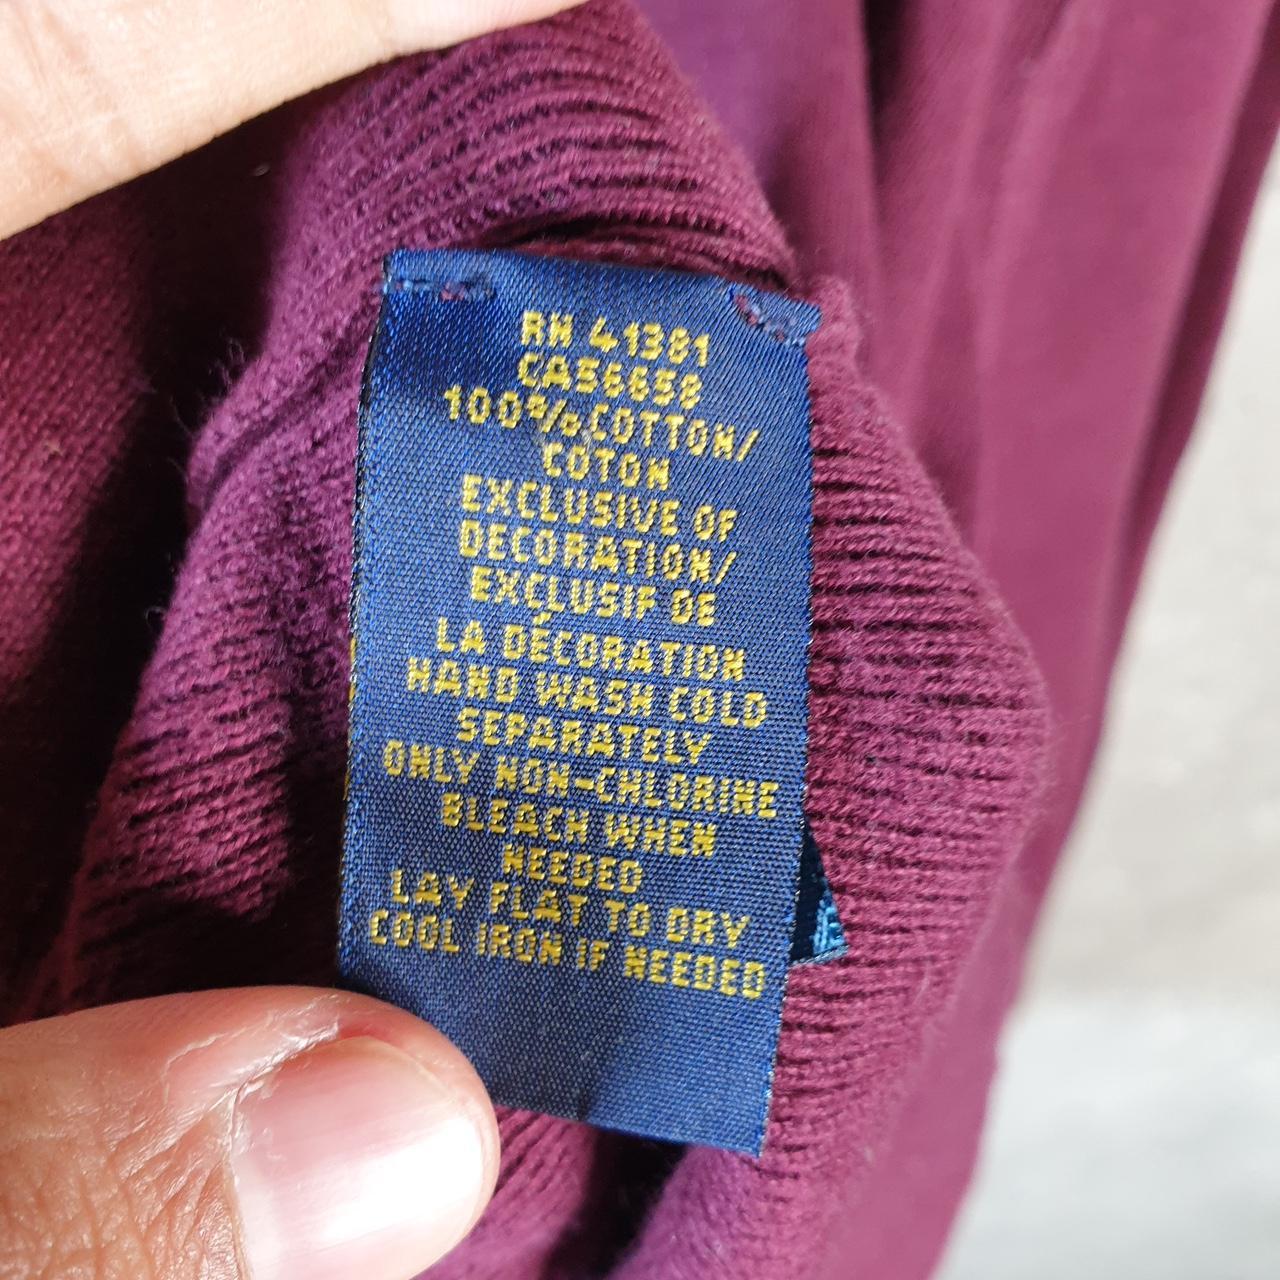 RN 41381
CA56658
100% COTTON/
COTON
EXCLUSIVE OF
DECORATION/
EXCLUSIF DE
LA DÉCORATION
HAND WASH COLD
SEPARATELY
ONLY NON-CHLORINE
BLEACH WHEN
NEEDED
LAY FLAT TO DRY
COOL IRON IF NEEDED